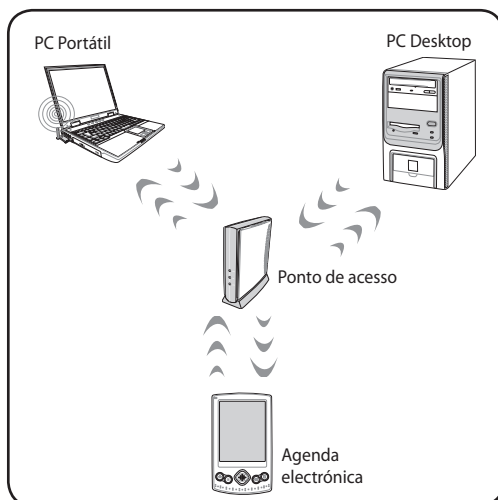 PC Portátil
PC Desktop
Ponto de acesso
Agenda
electrónica